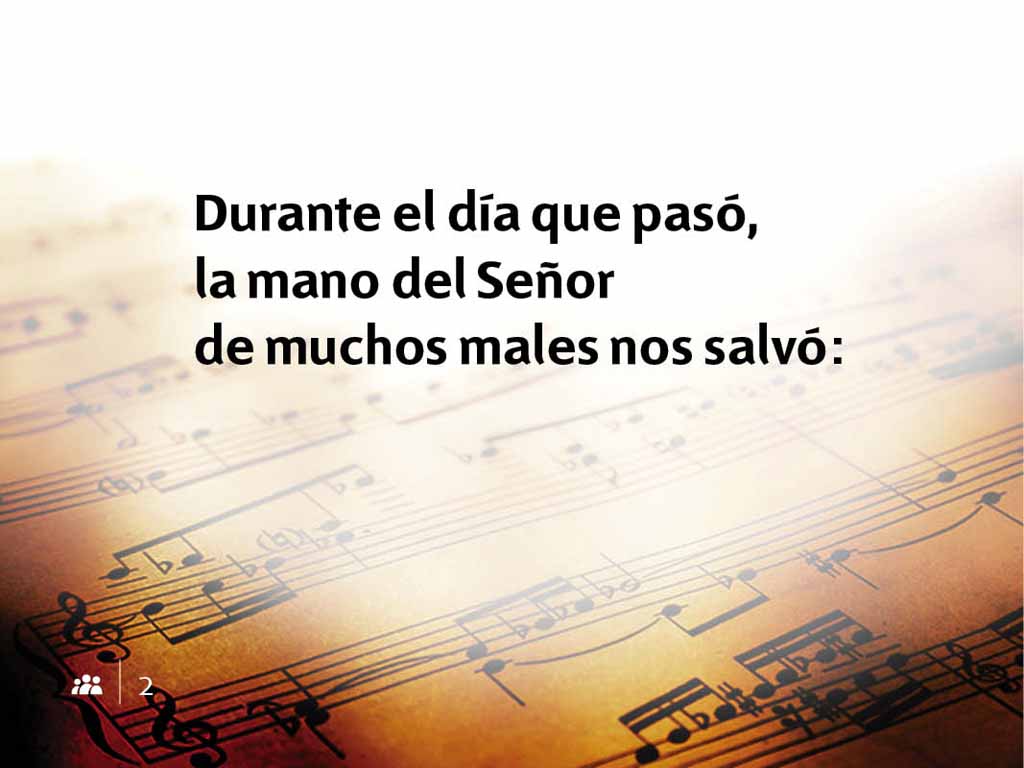 Durante el día que pasó,
la mano del Señor
de muchos males nos salvó:
2